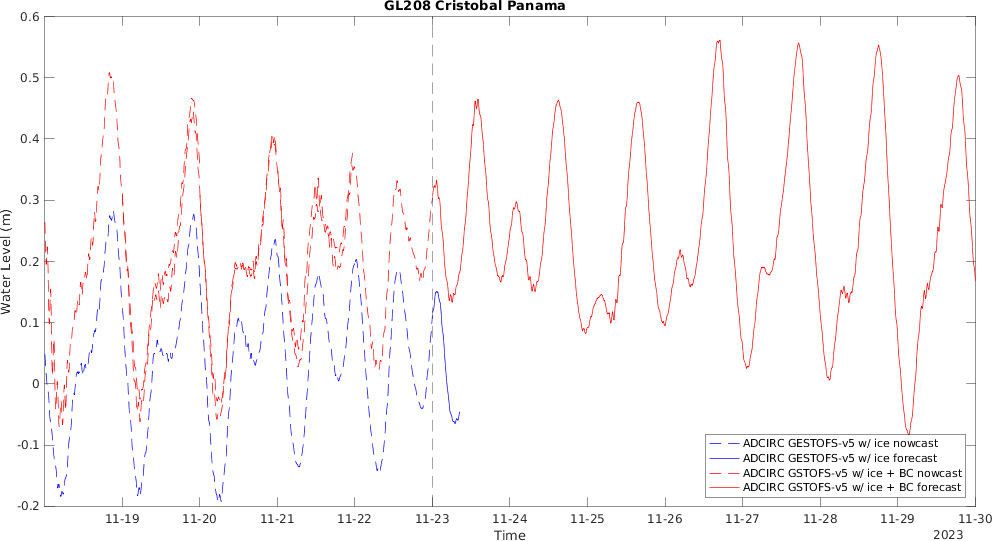 GL208 Cristobal Panama
0.6
0.5
0.4
0.3
0.2
0.1
0
-0.1
-0.2
Water Level (m)
11-19 11-20 11-21 11-22 11-23 11-24 11-25 11-26 11-27 11-28 11-29 11-30
Time
2023
ADCIRC GESTOFS-v5 w/ ice nowcast
ADCIRC GESTOFS-v5 w/ ice forecast
ADCIRC GSTOFS-v5 w/ ice + BC nowcast
ADCIRC GSTOFS-v5 w/ ice + BC forecast